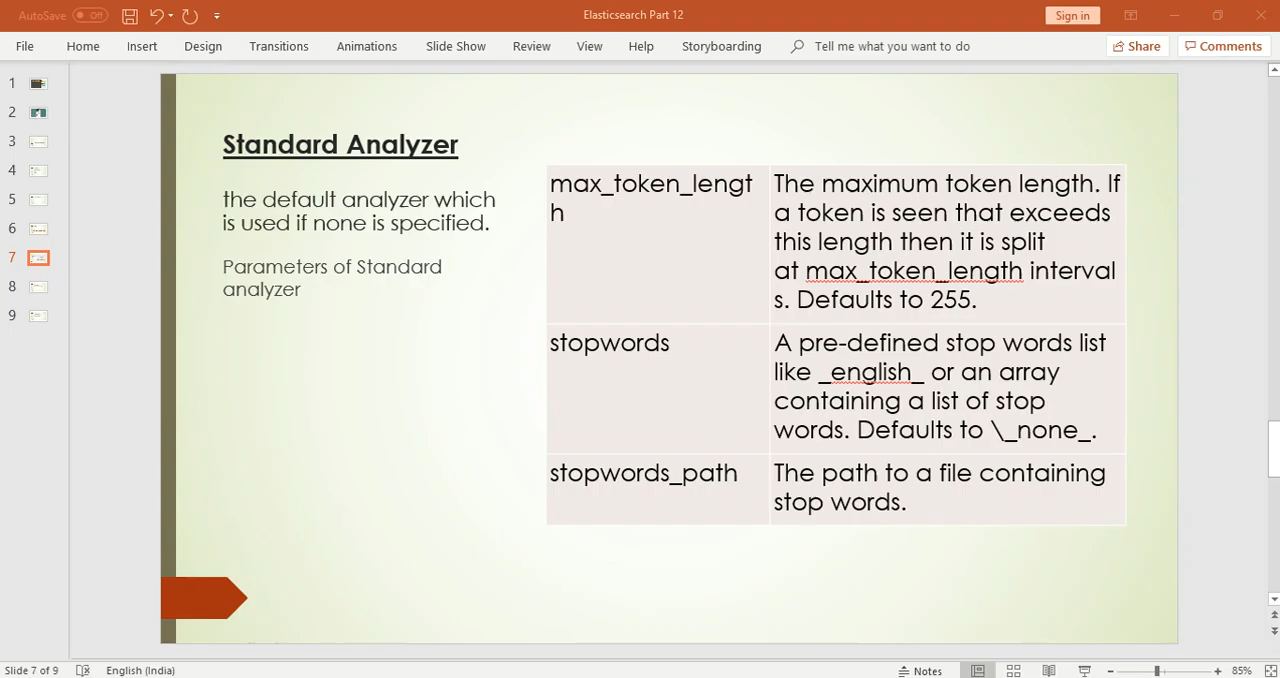 AutoSave Off
Elasticsearch Part 12
Sign in
File Home Insert Design Transitions Animations Slide Show Review View Help Storyboarding Tell me what you want to do Share Comments
1
2
3
4
5
6
7
8
9
Standard Analyzer
the default analyzer which
is used if none is specified.
Parameters of Standard
analyzer
max_token_lengt
h
The maximum token length. If
a token is seen that exceeds
this length then it is split
at max_token_length interval
s. Defaults to 255.
stopwords
A pre-defined stop words list
like _english_ or an array
containing a list of stop
words. Defaults to \_none_.
stopwords_path
The path to a file containing
stop words.
Slide 7 of 9 English (India) Notes 85%